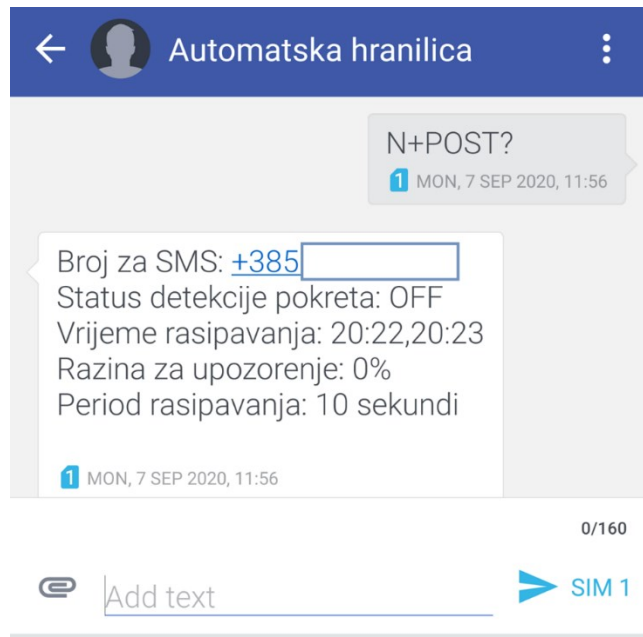 Automatska hranilica
N+POST?
1 MON, 7 SEP 2020, 11:56
Broj za SMS: +385
Status detekcije pokreta: OFF
Vrijeme rasipavanja: 20:22,20:23
Razina za upozorenje: 0%
Period rasipavanja: 10 sekundi
1 MON, 7 SEP 2020, 11:56
0/160
Add text
SIM 1